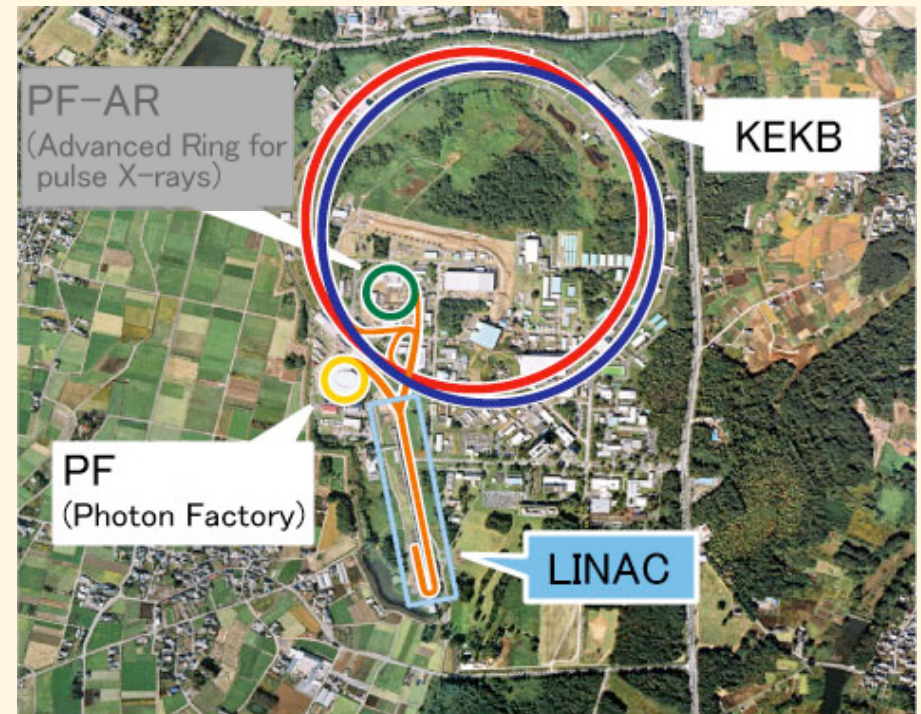 PF-AR
(Advanced Ring for
pulse X-rays)
KEKB
PF
(Photon Factory)
LINAC